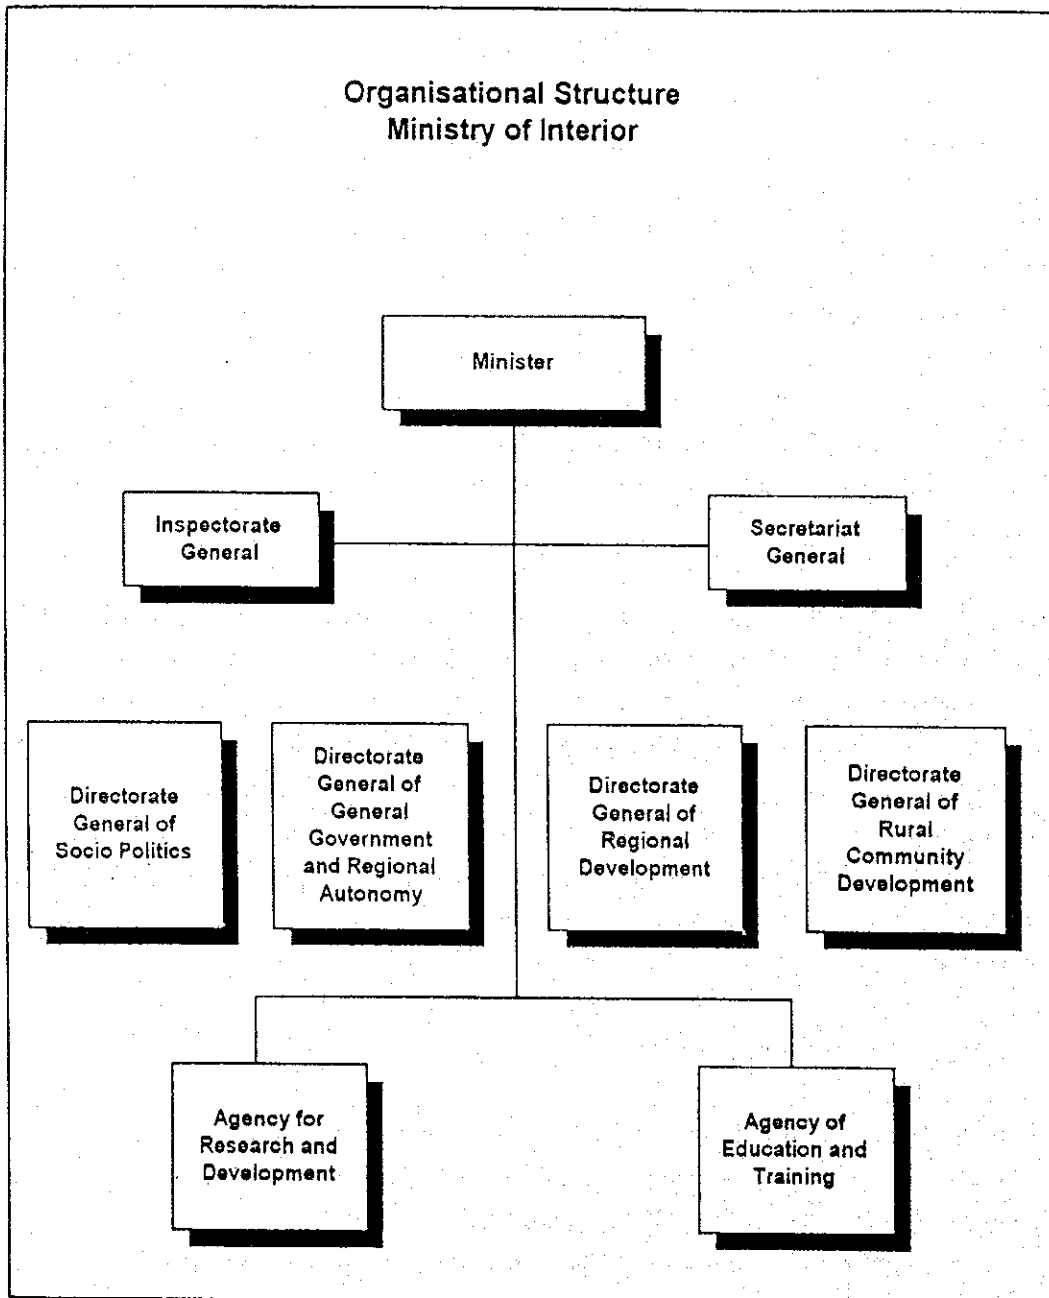 Organisational Structure
Ministry of Interior
Minister
Inspectorate
General
Secretariat
General
Directorate
General of
Socio Politics
Directorate
General of
General
Government
and Regional
Autonomy
Directorate
General of
Regional
Development
Directorate
General of
Rural
Community
Development
Agency for
Research and
Development
Agency of
Education and
Training